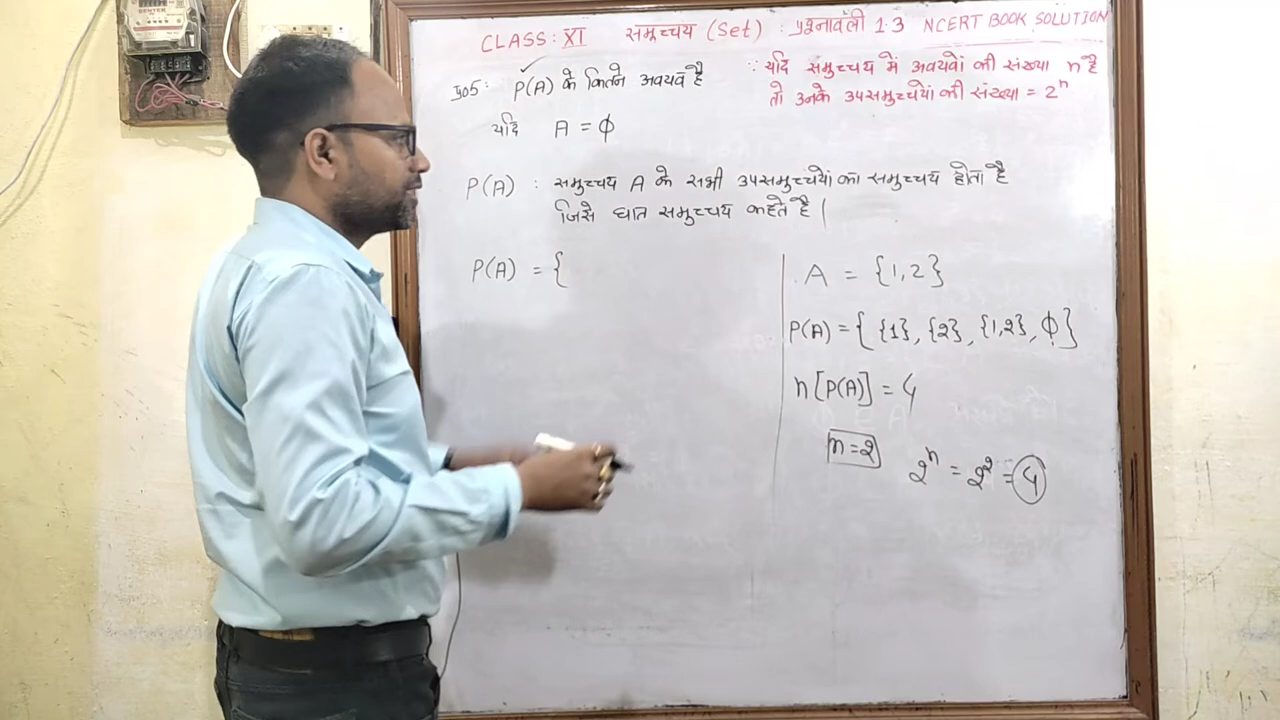 CLASS: XI समुच्चय (Set) : प्रश्नावली 1.3 NCERT BOOK SOLUTION
प्र05: P(A) के कितने अवयव है
यदि A = ϕ
∵ यदि समुच्चय में अवयवों की संख्या n है
तो उनके उपसमुच्चयों की संख्या = 2ⁿ
P(A) : समुच्चय A के सभी उपसमुच्चयों का समुच्चय होता है
जिसे घात समुच्चय कहते है |
P(A) = {
A = {1,2}
P(A) = { {1}, {2}, {1,2}, ϕ }
n[P(A)] = 4
n=2
2ⁿ = 2² = 4